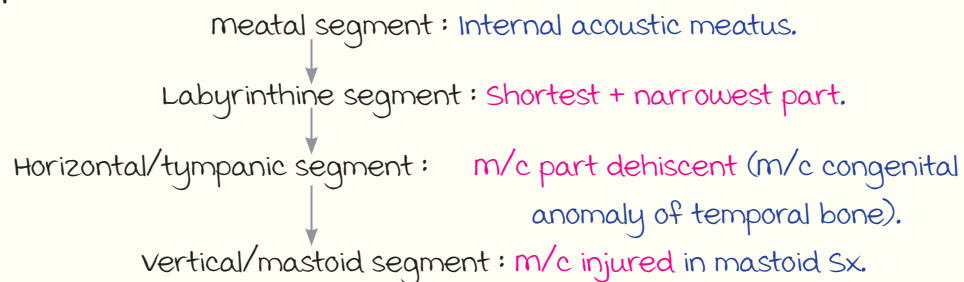 Meatal segment : Internal acoustic meatus.
Labyrinthine segment : Shortest + narrowest part.
Horizontal/tympanic segment : m/c part dehiscent (m/c congenital
anomaly of temporal bone).
Vertical/mastoid segment : m/c injured in mastoid Sx.